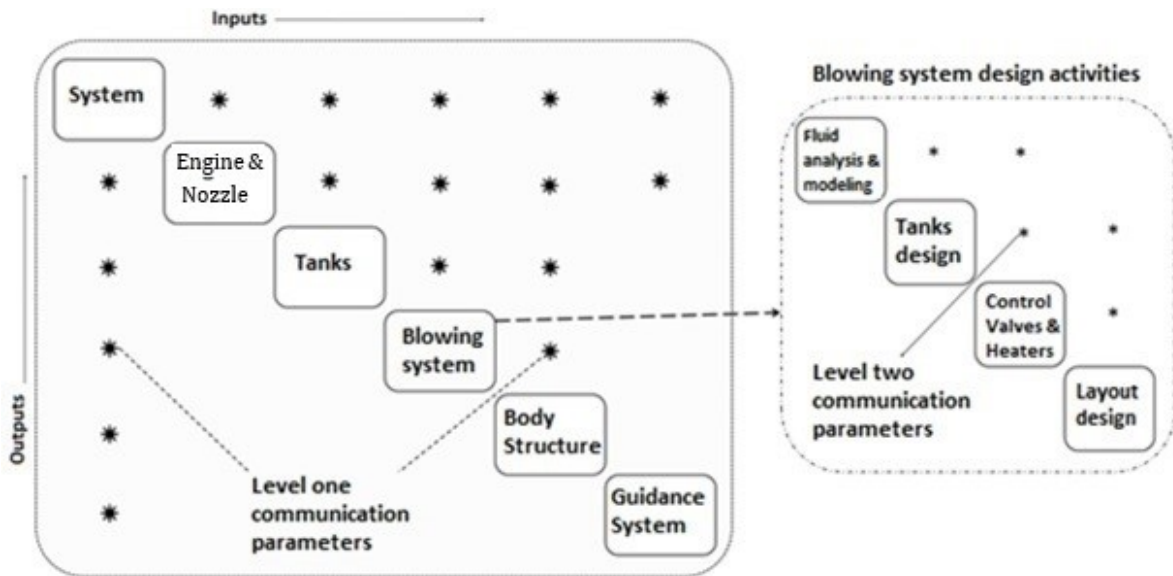 Inputs
System
Engine &
Nozzle
Tanks
Blowing
system
Body
Structure
Guidance
System
Outputs
Level one
communication
parameters
Blowing system design activities
Fluid
analysis &
modeling
Tanks
design
Control
Valves &
Heaters
Layout
design
Level two
communication
parameters